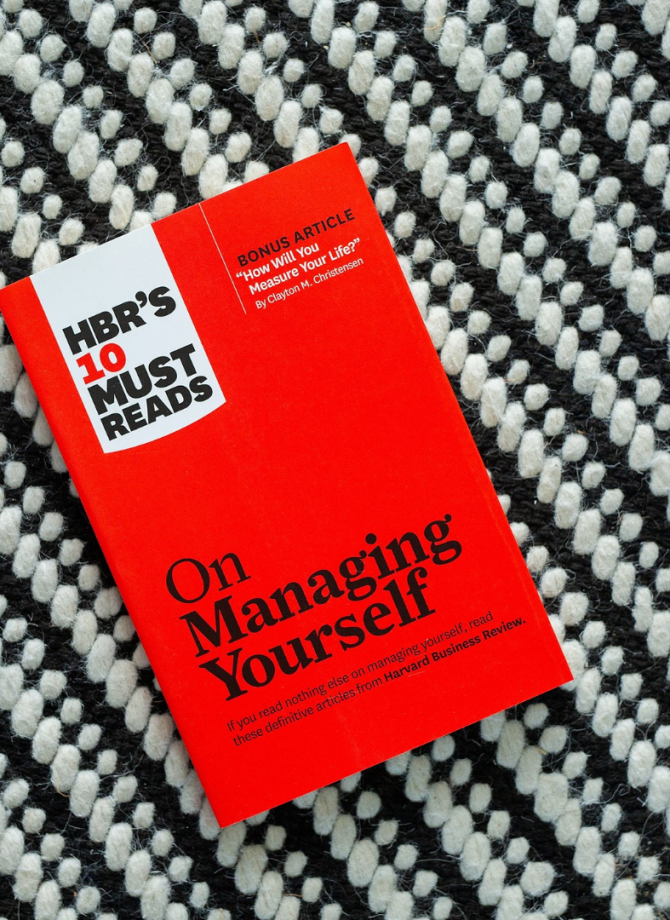 HBR'S
10
MUST
READS
BONUS ARTICLE
“How Will You
Measure Your Life?”
By Clayton M. Christensen
On
Managing
Yourself
If you read nothing else on managing yourself, read
these definitive articles from Harvard Business Review.